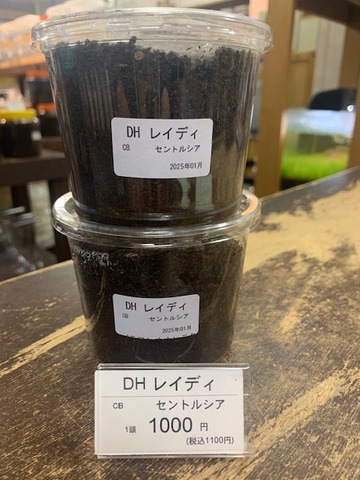 DH レイディ
CB セントルシア
2025年01月
DH レイディ
CB セントルシア
2025年01月
DH レイディ
CB セントルシア
1頭 1000 円
(税込1100円)